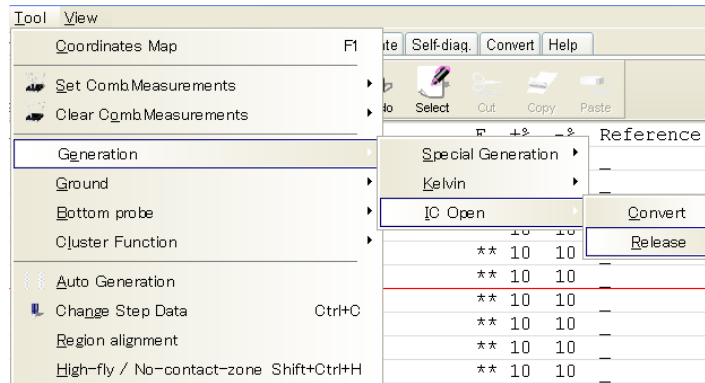 Tool View
Coordinates Map F1
Self-diag. Convert Help
Set Comb.Measurements
Clear Comb.Measurements
Select Cut Copy Paste
+% -% Reference
Generation
Special Generation
Ground
Kelvin
Bottom probe
IC Open
Convert
Cluster Function
Release
** 10 10 _
Auto Generation
** 10 10 _
Change Step Data Ctrl+C
** 10 10 _
Region alignment
** 10 10 _
High-fly / No-contact-zone Shift+Ctrl+H
** 10 10 _